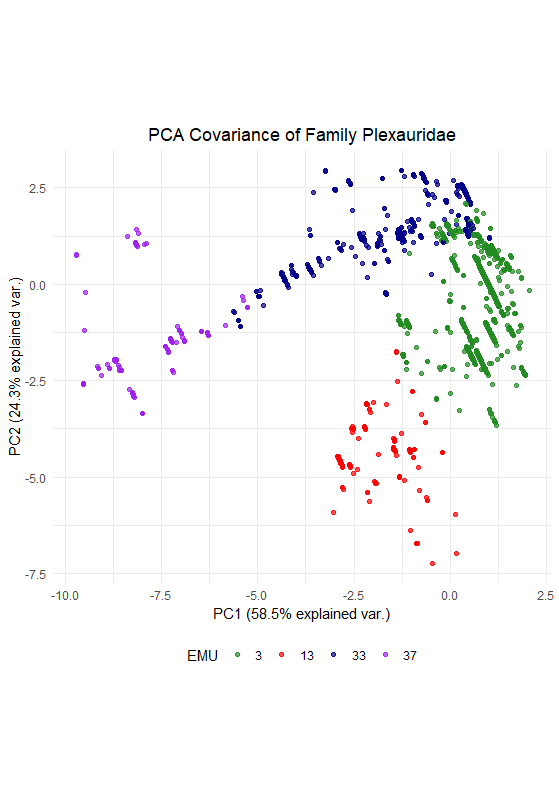 PCA Covariance of Family Plexauridae
PC2 (24.3% explained var.)
2.5
0.0
-2.5
-5.0
-7.5
-10.0 -7.5 -5.0 -2.5 0.0 2.5
PC1 (58.5% explained var.)
EMU 3 13 33 37